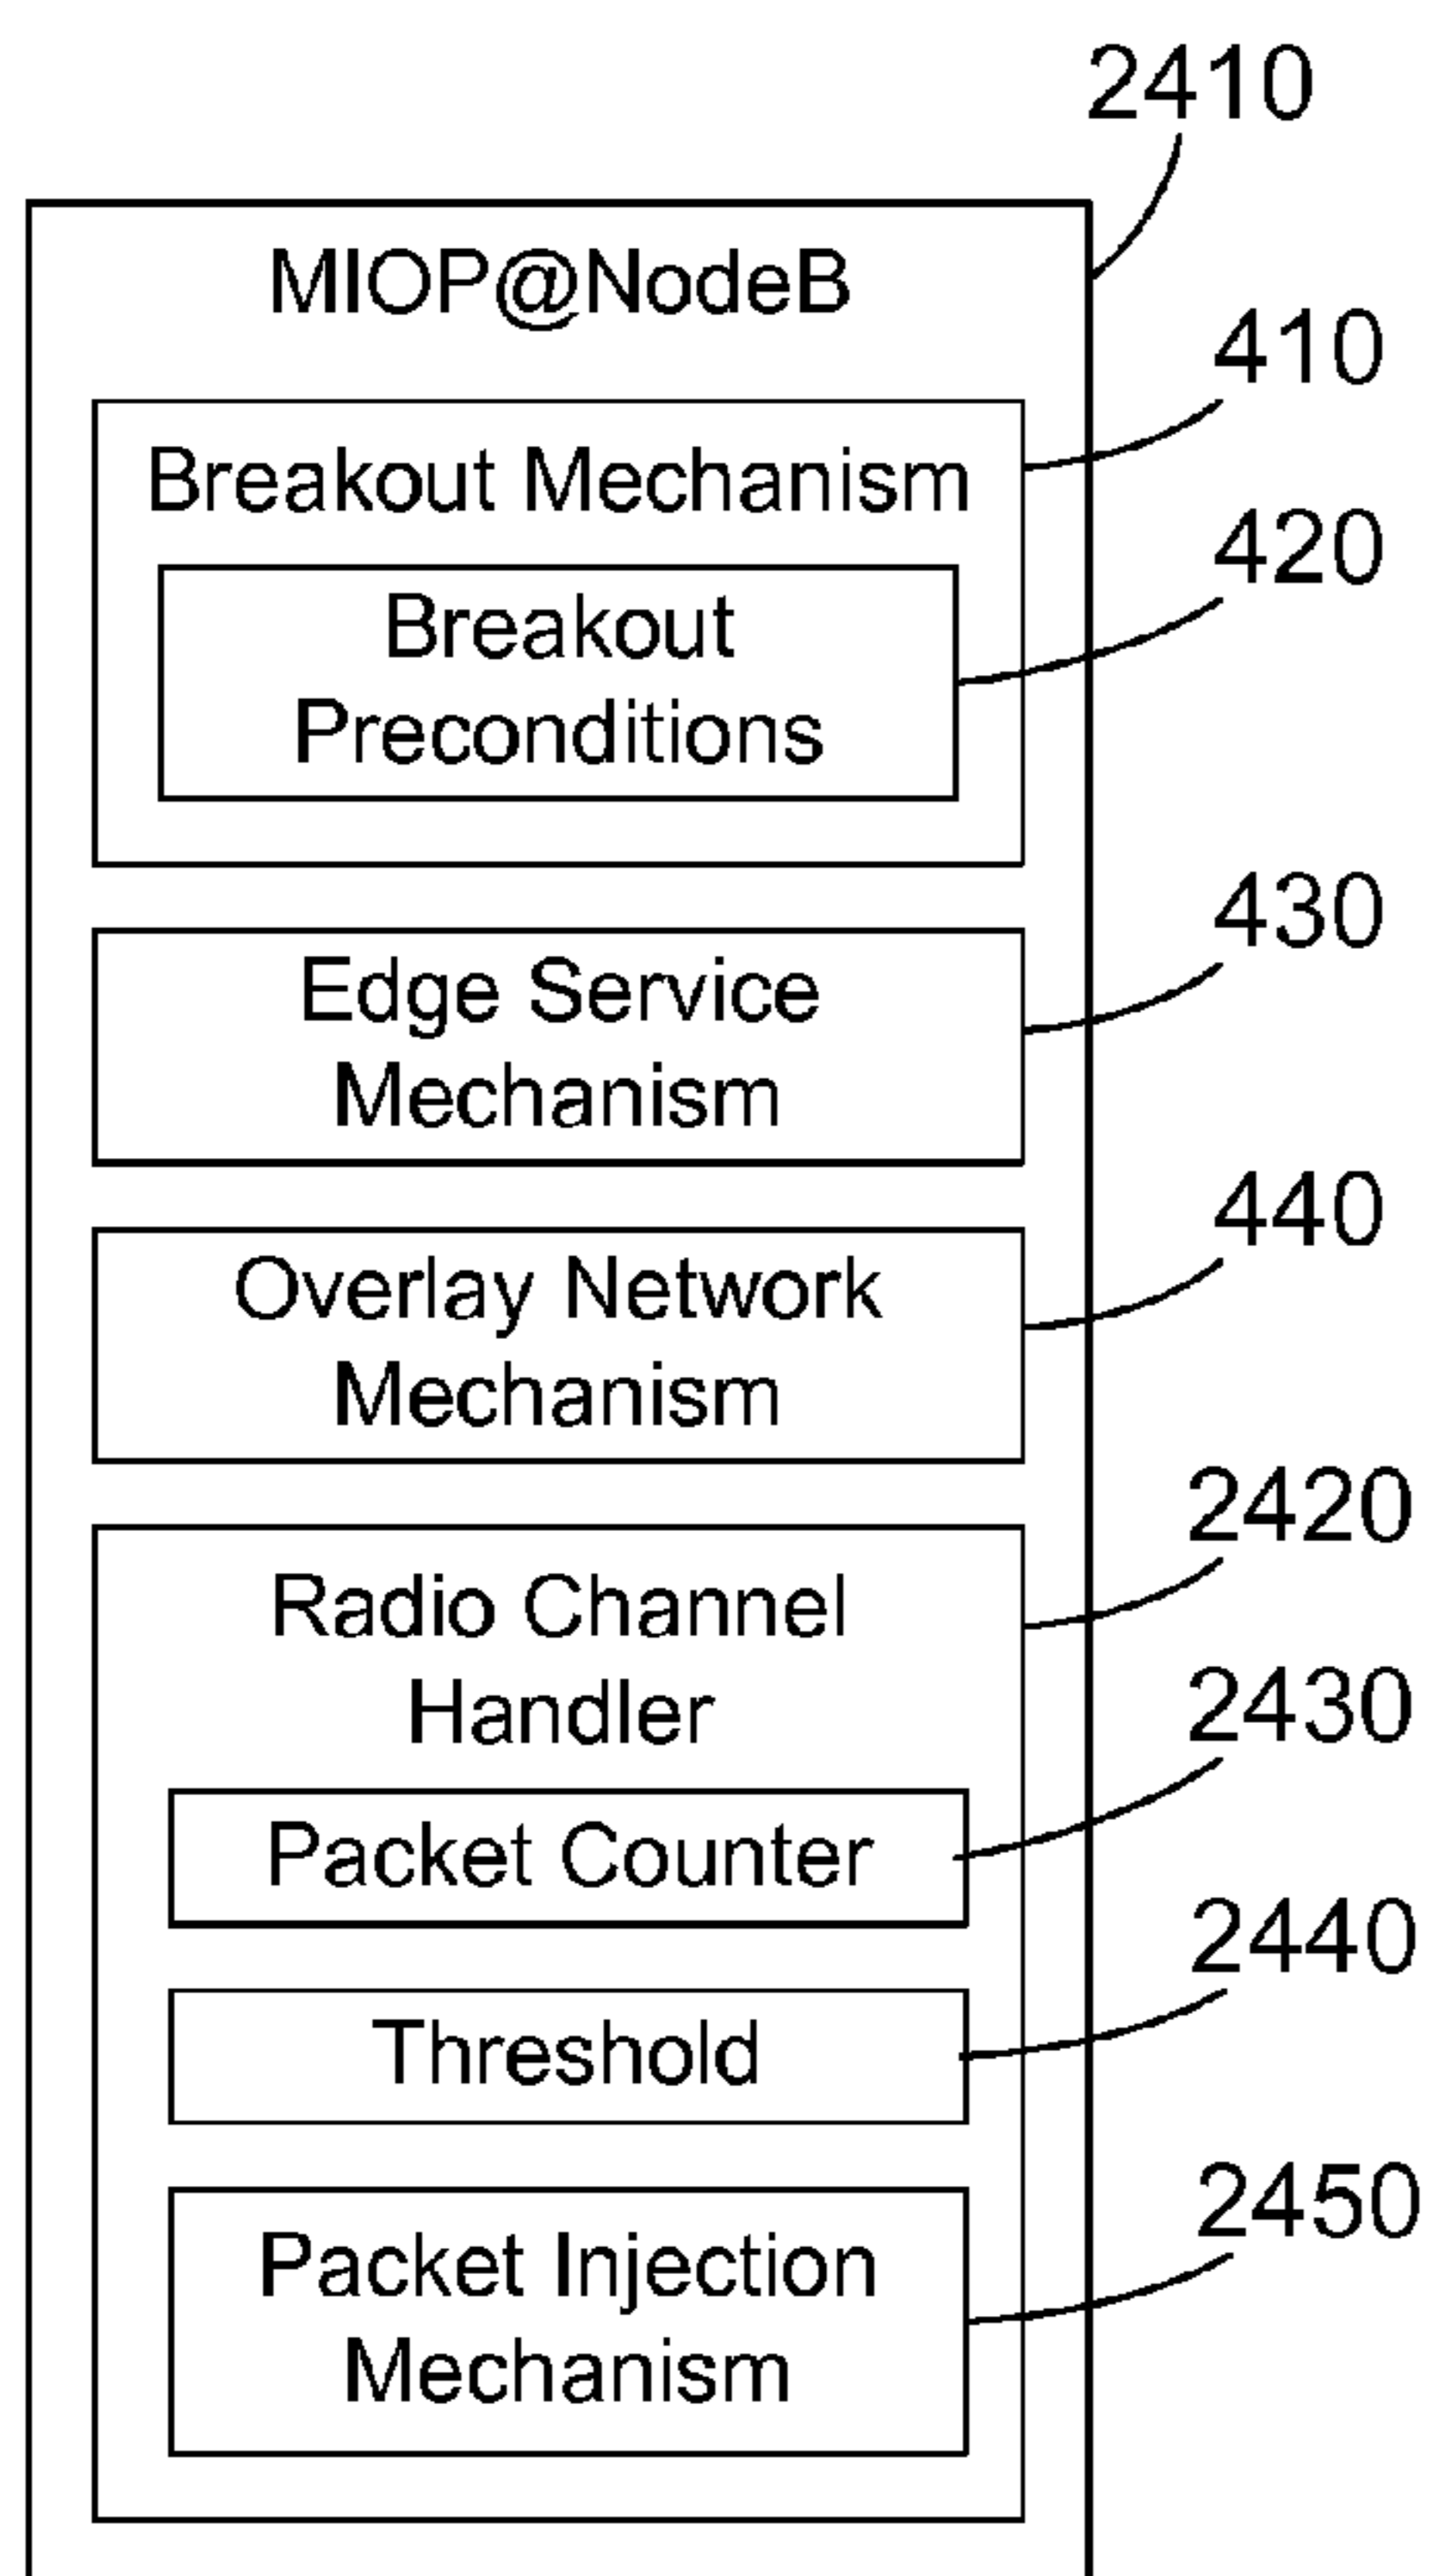 2410
MIOP@NodeB
410
Breakout Mechanism
420
Breakout
Preconditions
430
Edge Service
Mechanism
440
Overlay Network
Mechanism
2420
Radio Channel
Handler
2430
Packet Counter
2440
Threshold
2450
Packet Injection
Mechanism